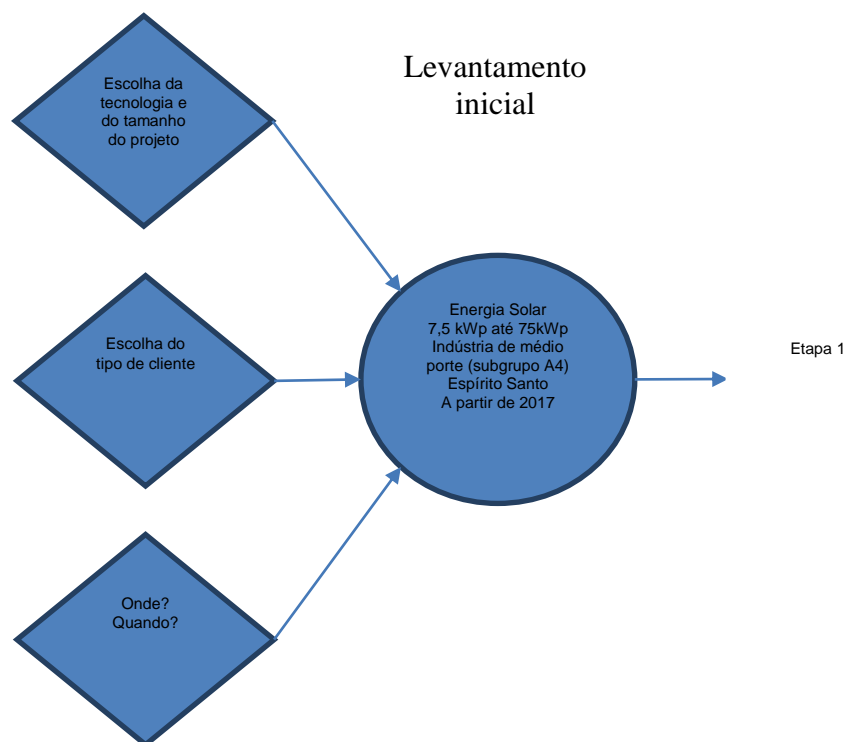 Levantamento
inicial
Escolha da
tecnologia e
do tamanho
do projeto
Escolha do
tipo de cliente
Onde?
Quando?
Energia Solar
7,5 kWp até 75kWp
Indústria de médio
porte (subgrupo A4)
Espírito Santo
A partir de 2017
Etapa 1